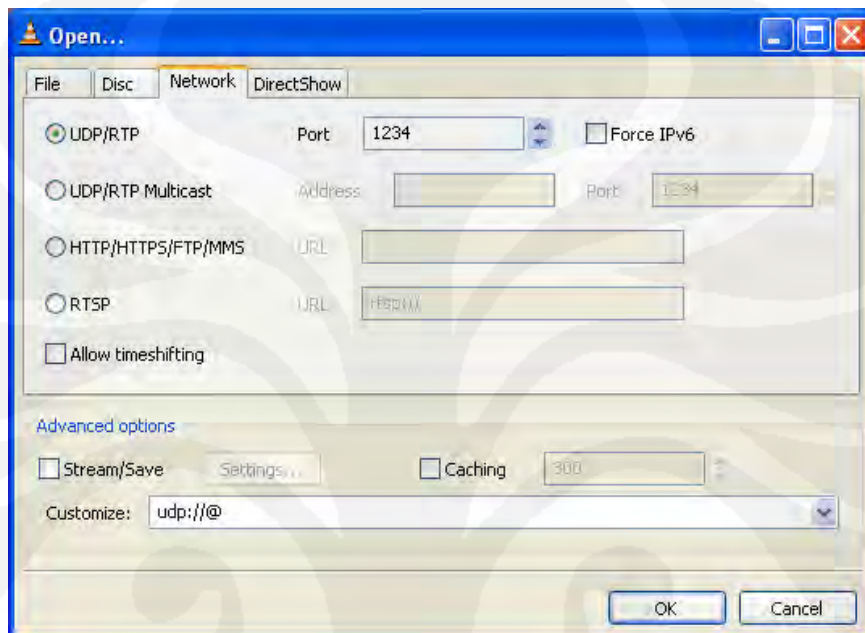 Open...
File Disc Network DirectShow
UDP/RTP Port 1234 Force IPv6
UDP/RTP Multicast Address Port 1234
HTTP/HTTPS/FTP/MMS URL
RTSP URL
Allow timeshifting
Advanced options
Stream/Save Settings... Caching 300
Customize: udp://@
OK Cancel